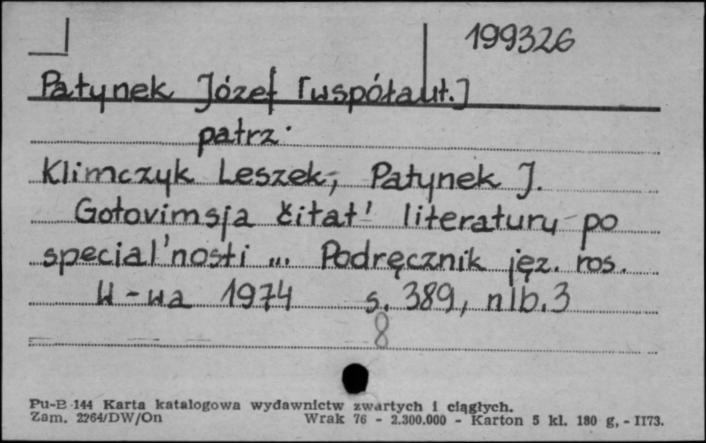 199326
Patynek Józef [współaut.]
patrz:
Klimczyk Leszek, Patynek J.
Gotovimsja čitat' literaturu po
special'nosti ... Podręcznik jęz. ros.
W-wa 1974 s. 389, nlb. 3
8
Pu-B 144 Karta katalogowa wydawnictw zwartych i ciągłych.
Zam. 2264/DW/On Wrak 76 - 2.300.000 - Karton 5 kl. 180 g, - II73.